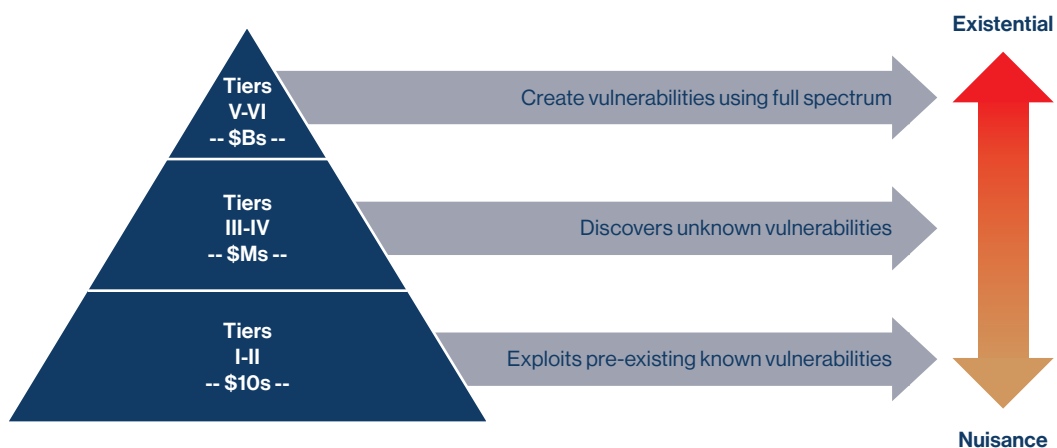 Existential
Tiers
V-VI
-- $Bs --
Create vulnerabilities using full spectrum
Tiers
III-IV
-- $Ms --
Discovers unknown vulnerabilities
Tiers
I-II
-- $10s --
Exploits pre-existing known vulnerabilities
Nuisance